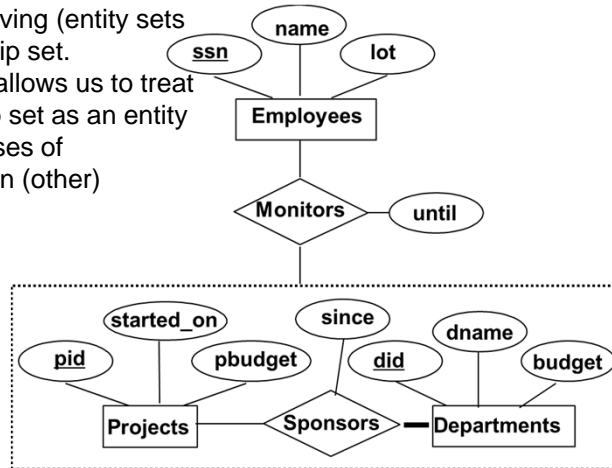 ving (entity sets
ip set.
allows us to treat
o set as an entity
ses of
n (other)
name
ssn
lot
Employees
Monitors
until
started_on
since
dname
pid
pbudget
did
budget
Projects
Sponsors
Departments